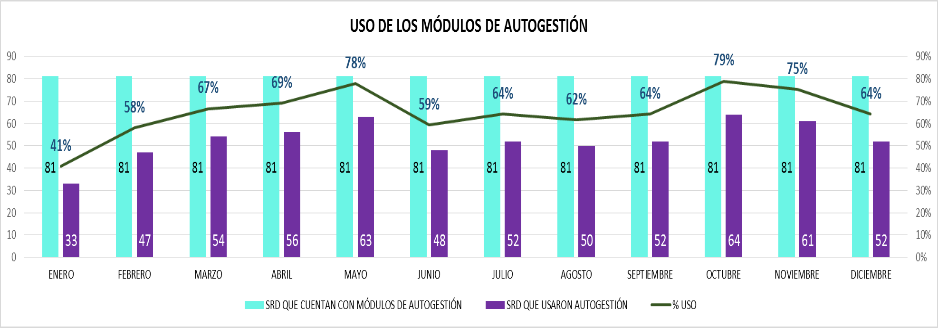 USO DE LOS MÓDULOS DE AUTOGESTIÓN
90 90%
80 80%
70 70%
60 60%
50 50%
40 40%
30 30%
20 20%
10 10%
0 0%
41% 58% 67% 69% 78% 59% 64% 62% 64% 79% 75% 64%
81 81 81 81 81 81 81 81 81 81 81 81
33 47 54 56 63 48 52 50 52 64 61 52
ENERO FEBRERO MARZO ABRIL MAYO JUNIO JULIO AGOSTO SEPTIEMBRE OCTUBRE NOVIEMBRE DICIEMBRE
SRD QUE CUENTAN CON MÓDULOS DE AUTOGESTIÓN SRD QUE USARON AUTOGESTIÓN % USO